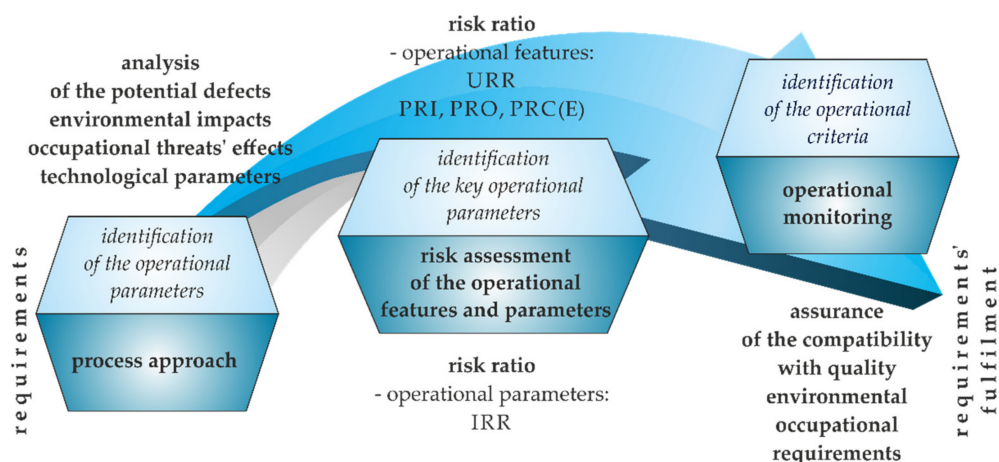 requirements
analysis
of the potential defects
environmental impacts
occupational threats' effects
technological parameters
identification
of the operational
parameters
process approach
risk ratio
- operational features:
URR
PRI, PRO, PRC(E)
identification
of the key operational
parameters
risk assessment
of the operational
features and parameters
risk ratio
- operational parameters:
IRR
identification
of the operational
criteria
operational
monitoring
assurance
of the compatibility
with quality
environmental
occupational
requirements
requirements'
fulfilment